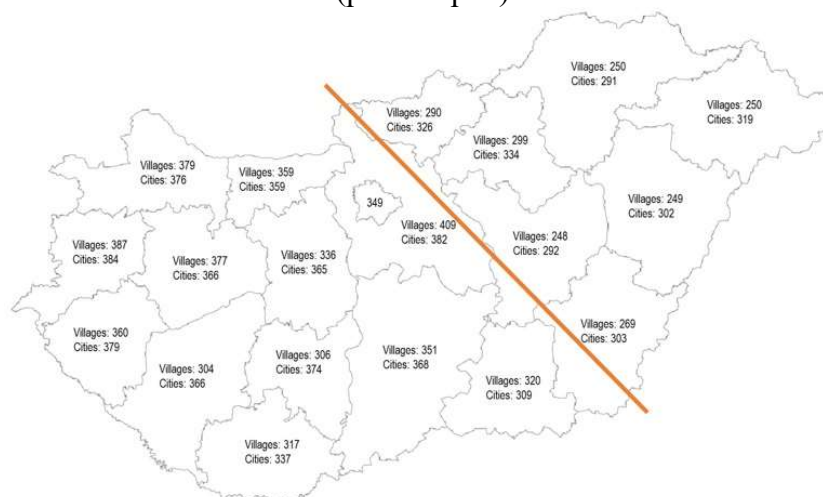 Villages: 250
Cities: 291
Villages: 290
Cities: 326
Villages: 250
Cities: 319
Villages: 299
Cities: 334
Villages: 379
Cities: 376
Villages: 359
Cities: 359
349
Villages: 249
Cities: 302
Villages: 409
Cities: 382
Villages: 248
Cities: 292
Villages: 387
Cities: 384
Villages: 377
Cities: 366
Villages: 336
Cities: 365
Villages: 269
Cities: 303
Villages: 360
Cities: 379
Villages: 304
Cities: 366
Villages: 306
Cities: 374
Villages: 351
Cities: 368
Villages: 320
Cities: 309
Villages: 317
Cities: 337